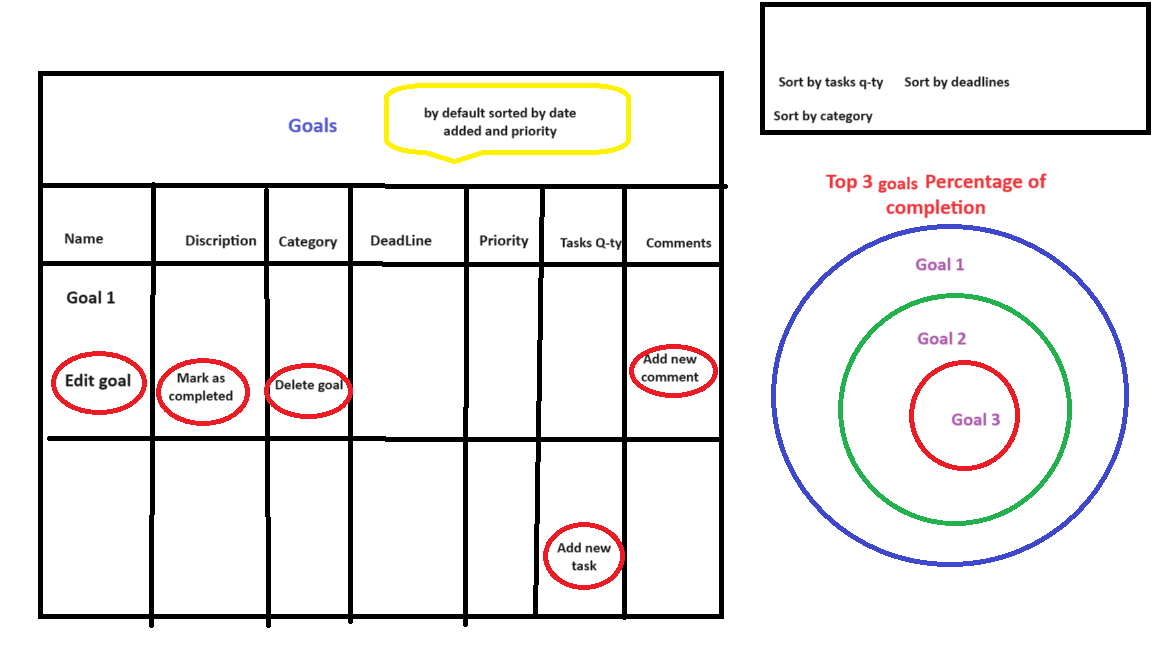 Goals
by default sorted by date
added and priority
Name
Discription
Category
DeadLine
Priority
Tasks Q-ty
Comments
Goal 1
Edit goal
Mark as
completed
Delete goal
Add new
comment
Add new
task
Sort by tasks q-ty
Sort by deadlines
Sort by category
Top 3 goals Percentage of
completion
Goal 1
Goal 2
Goal 3